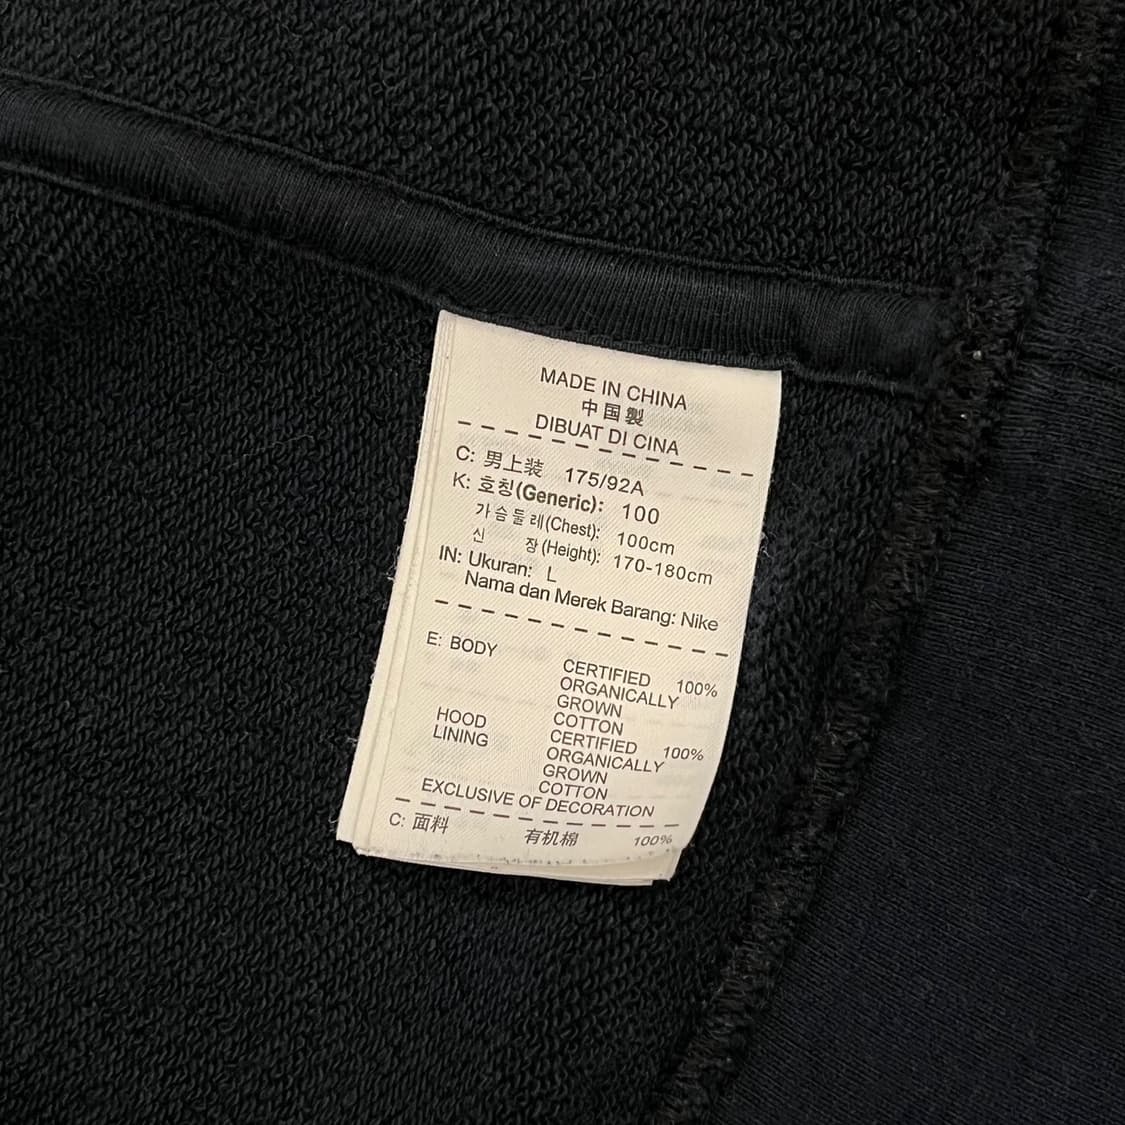 MADE IN CHINA
中国製
DIBUAT DI CINA
C: 男上装 175/92A
K: 호칭(Generic): 100
가슴둘레(Chest): 100cm
신 장(Height): 170-180cm
IN: Ukuran: L
Nama dan Merek Barang: Nike
E: BODY
CERTIFIED 100%
ORGANICALLY
GROWN
COTTON
HOOD
LINING
CERTIFIED 100%
ORGANICALLY
GROWN
COTTON
EXCLUSIVE OF DECORATION
C: 面料 有机棉 100%